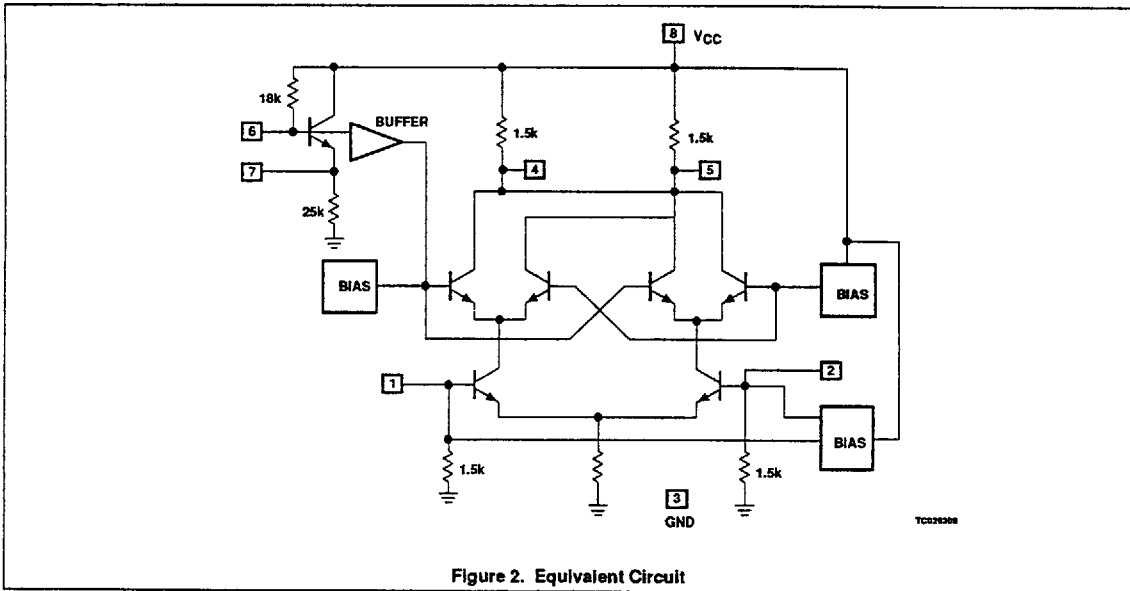 8 VCC
18k
BUFFER
6
1.5k
1.5k
7
4
5
25k
BIAS
BIAS
1
2
BIAS
1.5k
1.5k
3
GND
Figure 2. Equivalent Circuit